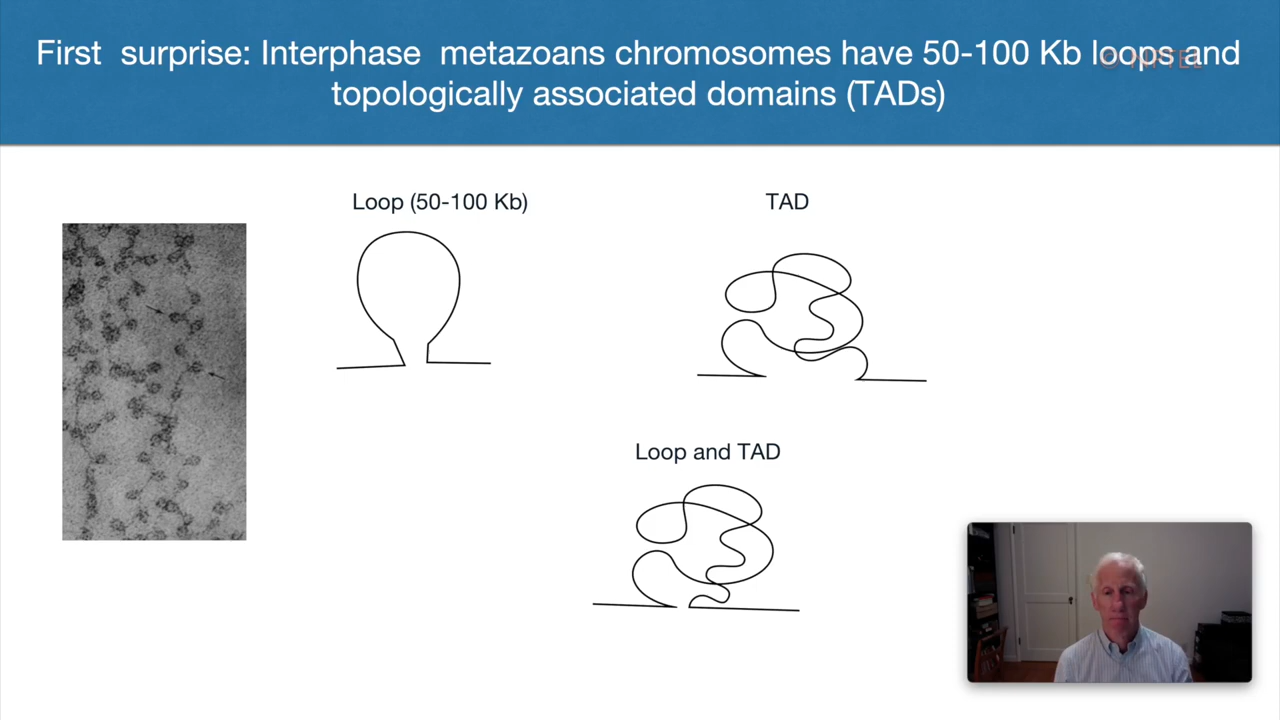 First surprise: Interphase metazoans chromosomes have 50-100 Kb loops and
topologically associated domains (TADs)
© NPTEL
Loop (50-100 Kb)
TAD
Loop and TAD